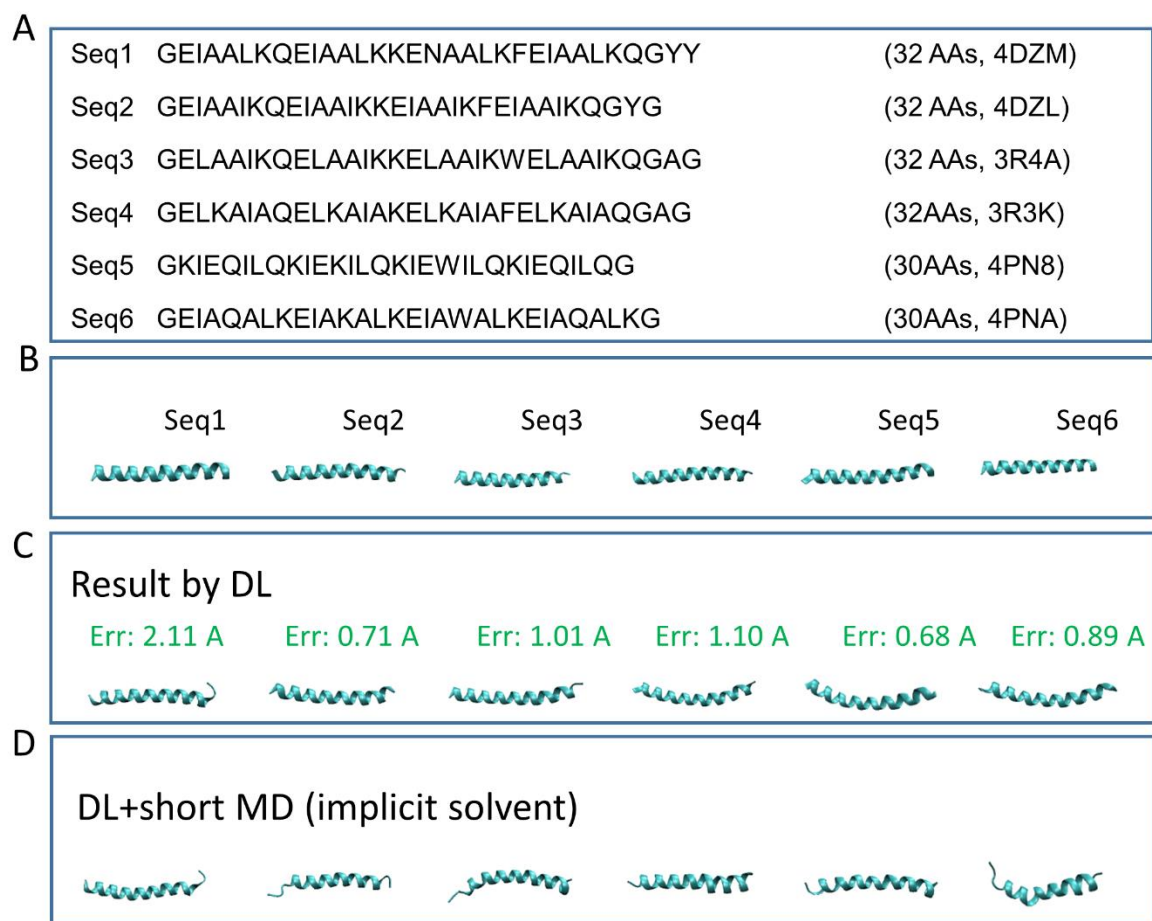 A
Seq1 GEIAALKQEIAALKKENAALKFEIAALKQGYY (32 AAs, 4DZM)
Seq2 GEIAAIKQEIAAIKKEIAAIKFEIAAIKQGYG (32 AAs, 4DZL)
Seq3 GELAAIKQELAAIKKELAAIKWELAAIKQGAG (32 AAs, 3R4A)
Seq4 GELKAIAQELKAIAKELKAIAFELKAIAQGAG (32AAs, 3R3K)
Seq5 GKIEQILQKIEKILQKIEWILQKIEQILQG (30AAs, 4PN8)
Seq6 GEIAQALKEIAKALKEIAWALKEIAQALKG (30AAs, 4PNA)
B
Seq1 Seq2 Seq3 Seq4 Seq5 Seq6
C
Result by DL
Err: 2.11 A Err: 0.71 A Err: 1.01 A Err: 1.10 A Err: 0.68 A Err: 0.89 A
D
DL+short MD (implicit solvent)